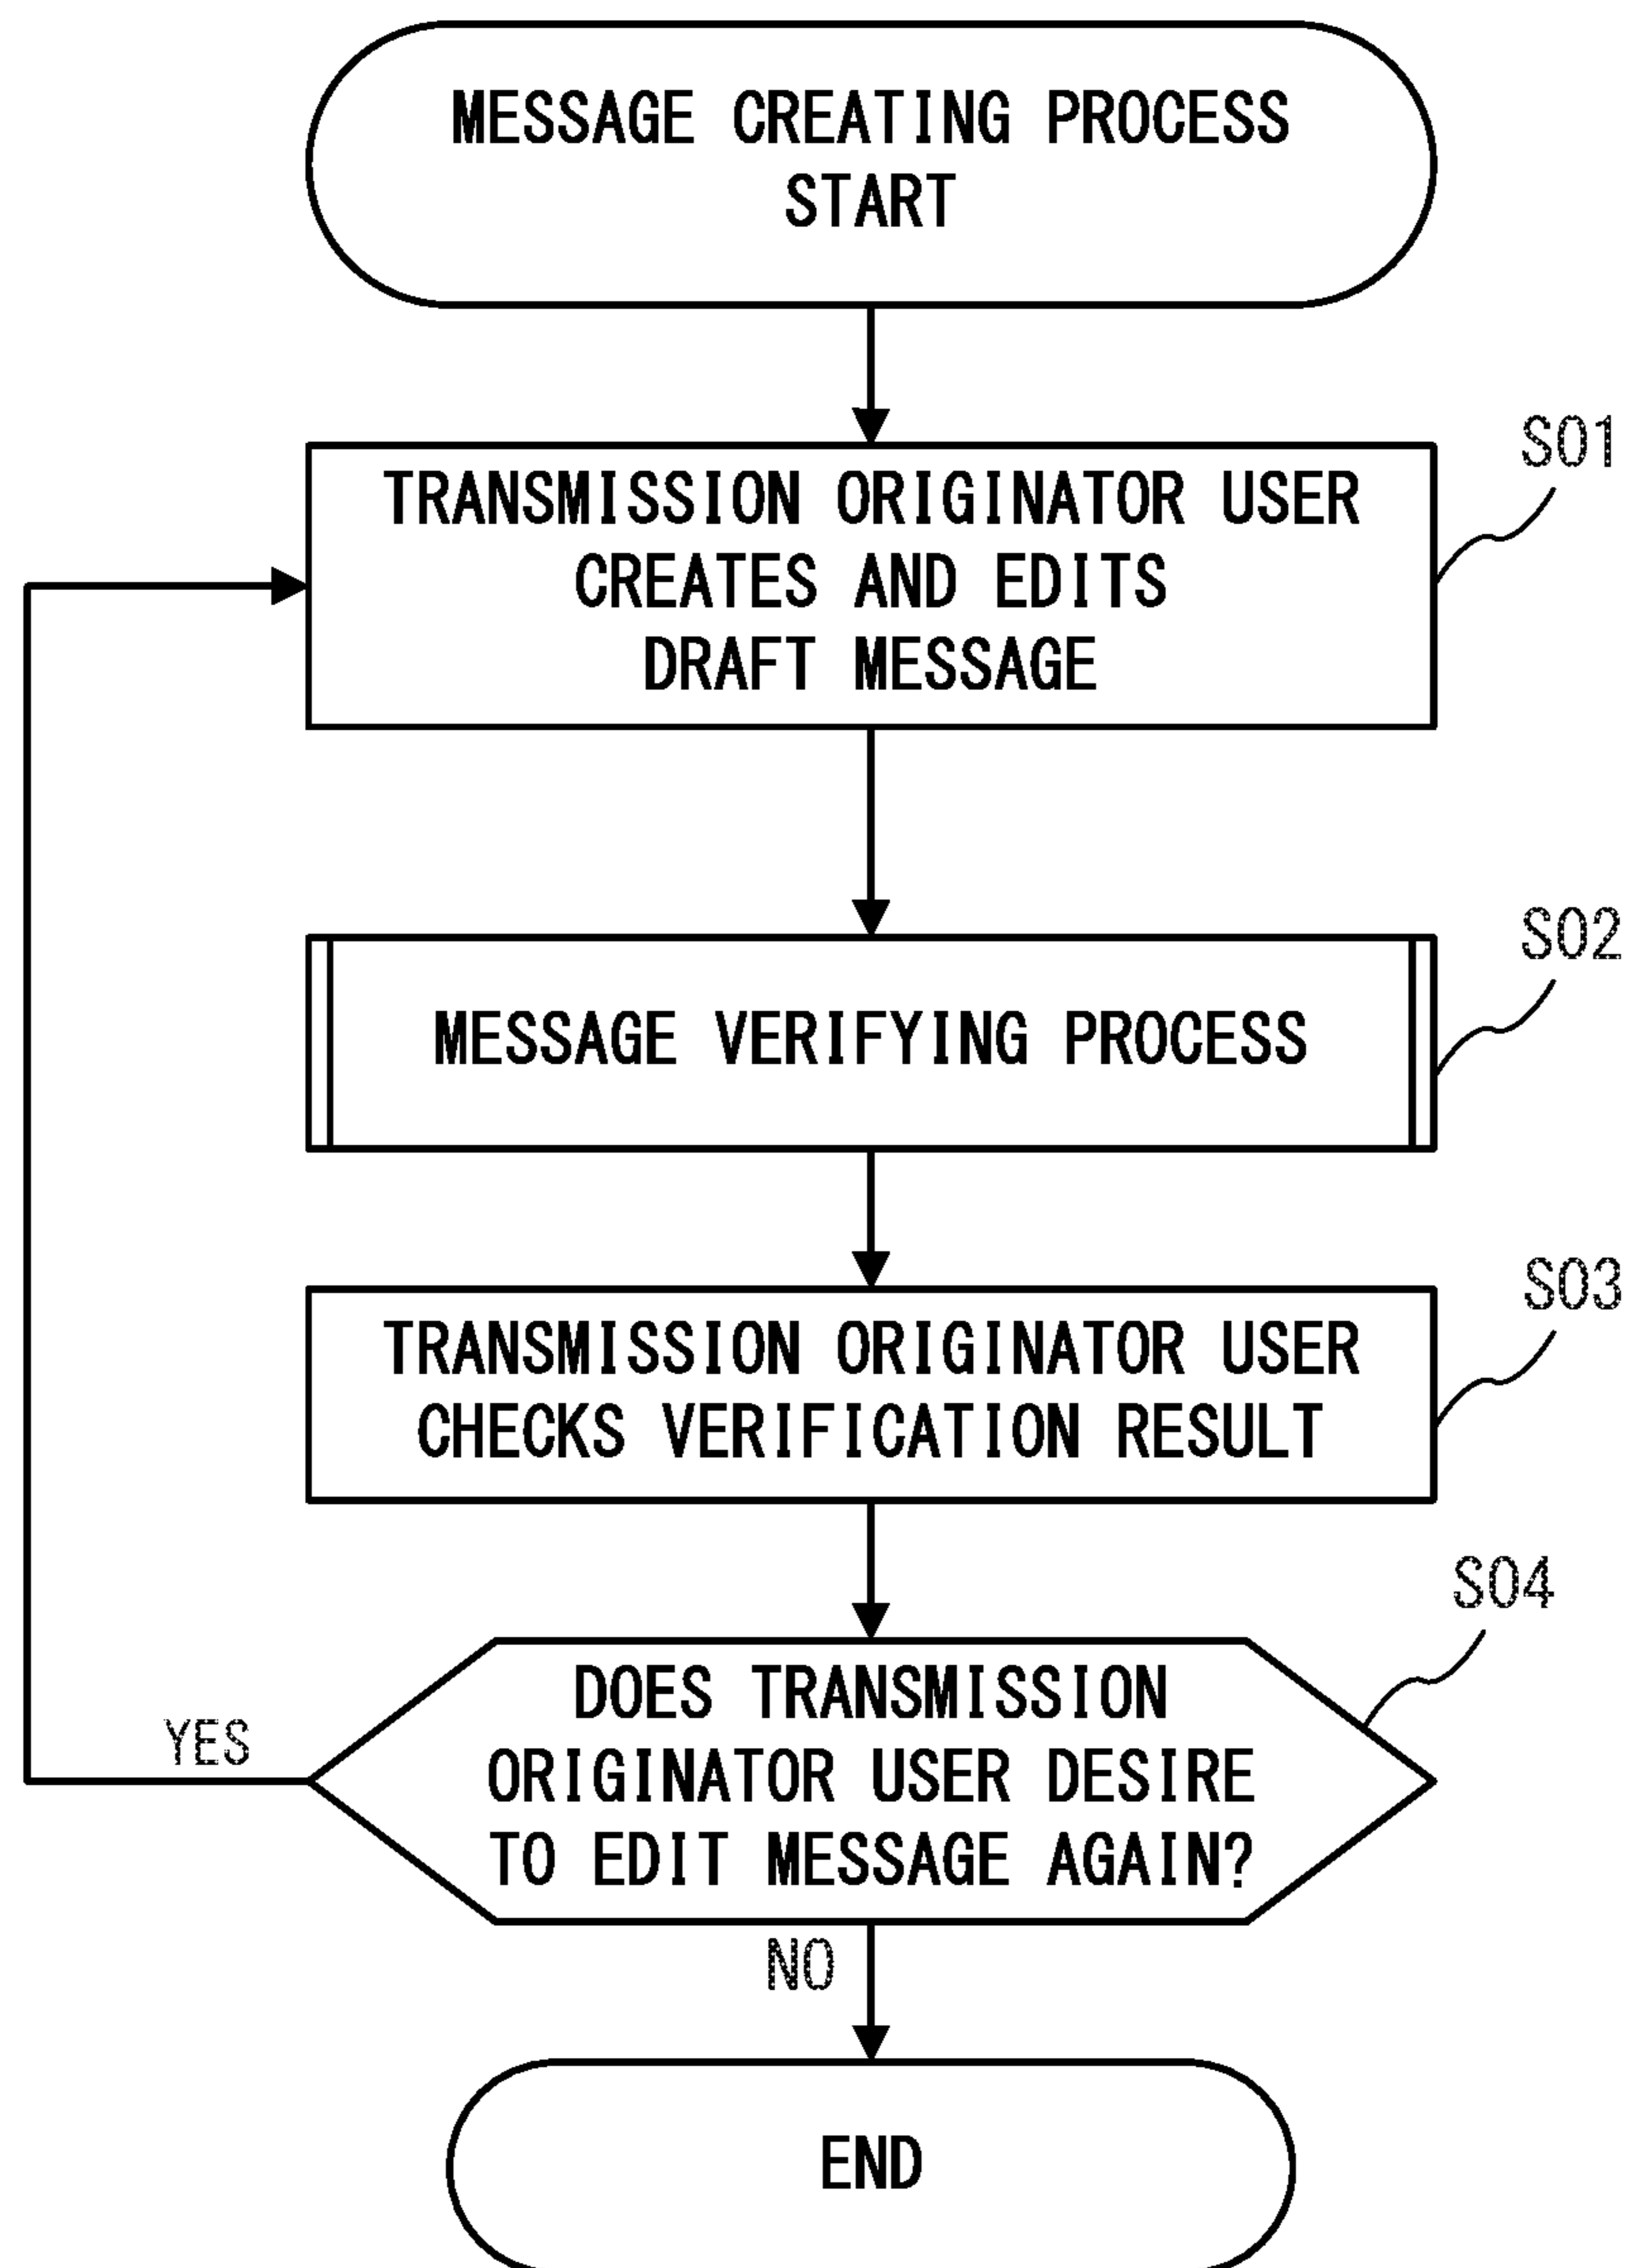 MESSAGE CREATING PROCESS
START
S01
TRANSMISSION ORIGINATOR USER
CREATES AND EDITS
DRAFT MESSAGE
S02
MESSAGE VERIFYING PROCESS
S03
TRANSMISSION ORIGINATOR USER
CHECKS VERIFICATION RESULT
S04
DOES TRANSMISSION
ORIGINATOR USER DESIRE
TO EDIT MESSAGE AGAIN?
YES
NO
END